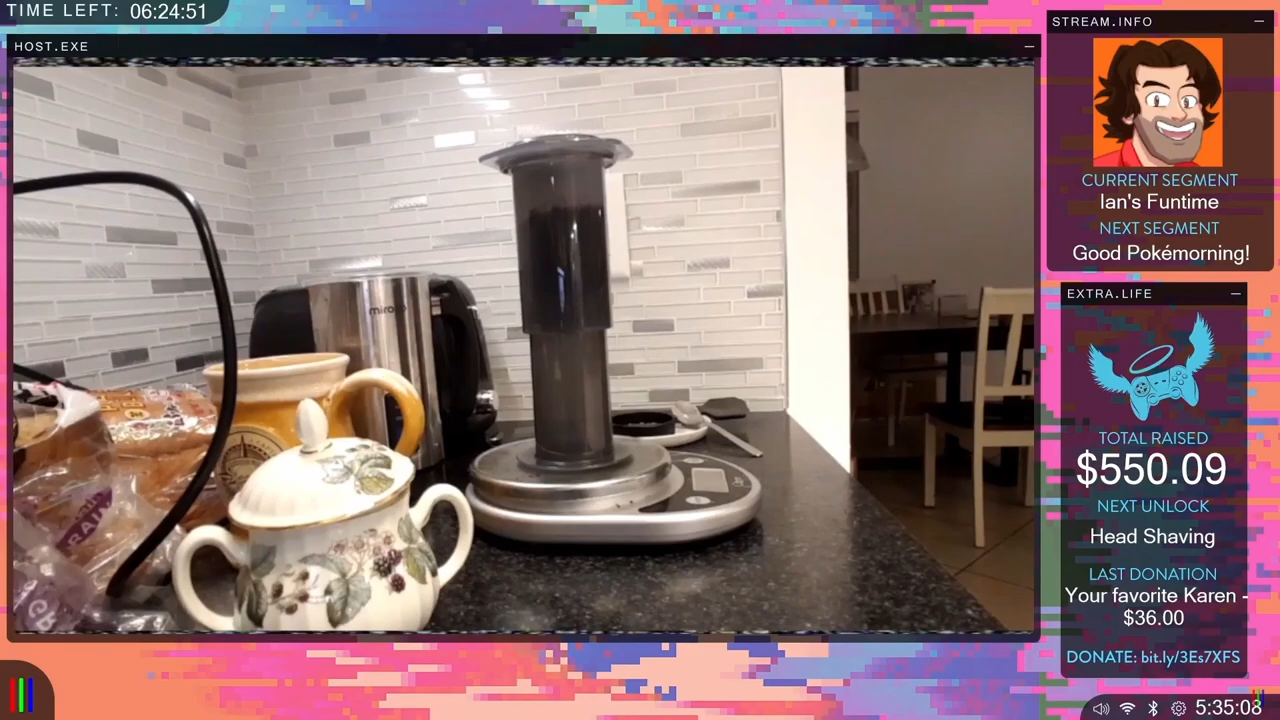 TIME LEFT: 06:24:51
HOST.EXE
miroco
STREAM.INFO
CURRENT SEGMENT
Ian's Funtime
NEXT SEGMENT
Good Pokémorning!
EXTRA.LIFE
TOTAL RAISED
$550.09
NEXT UNLOCK
Head Shaving
LAST DONATION
Your favorite Karen -
$36.00
DONATE: bit.ly/3Es7XFS
5:35:08